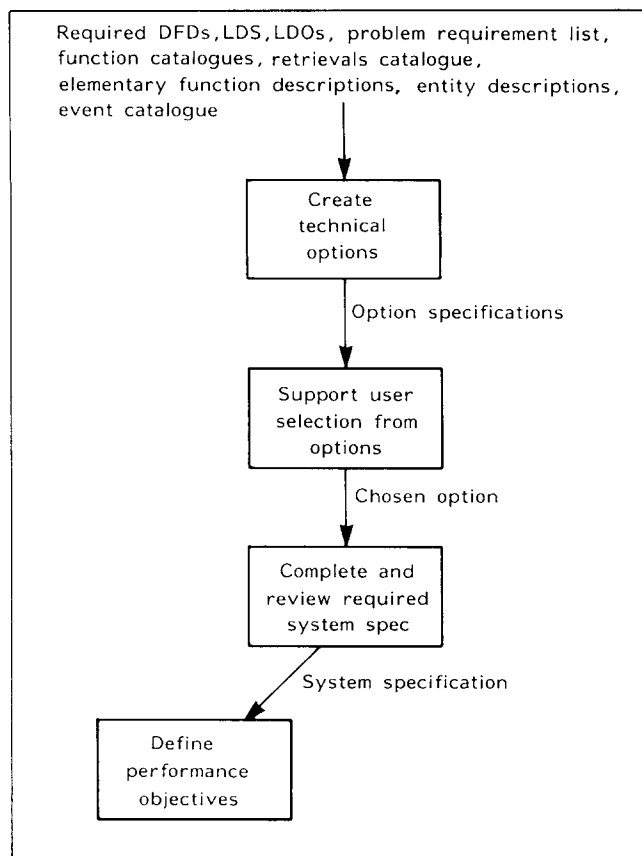 Required DFDs, LDS, LDOs, problem requirement list,
function catalogues, retrievals catalogue,
elementary function descriptions, entity descriptions,
event catalogue
Create
technical
options
Option specifications
Support user
selection from
options
Chosen option
Complete and
review required
system spec
System specification
Define
performance
objectives